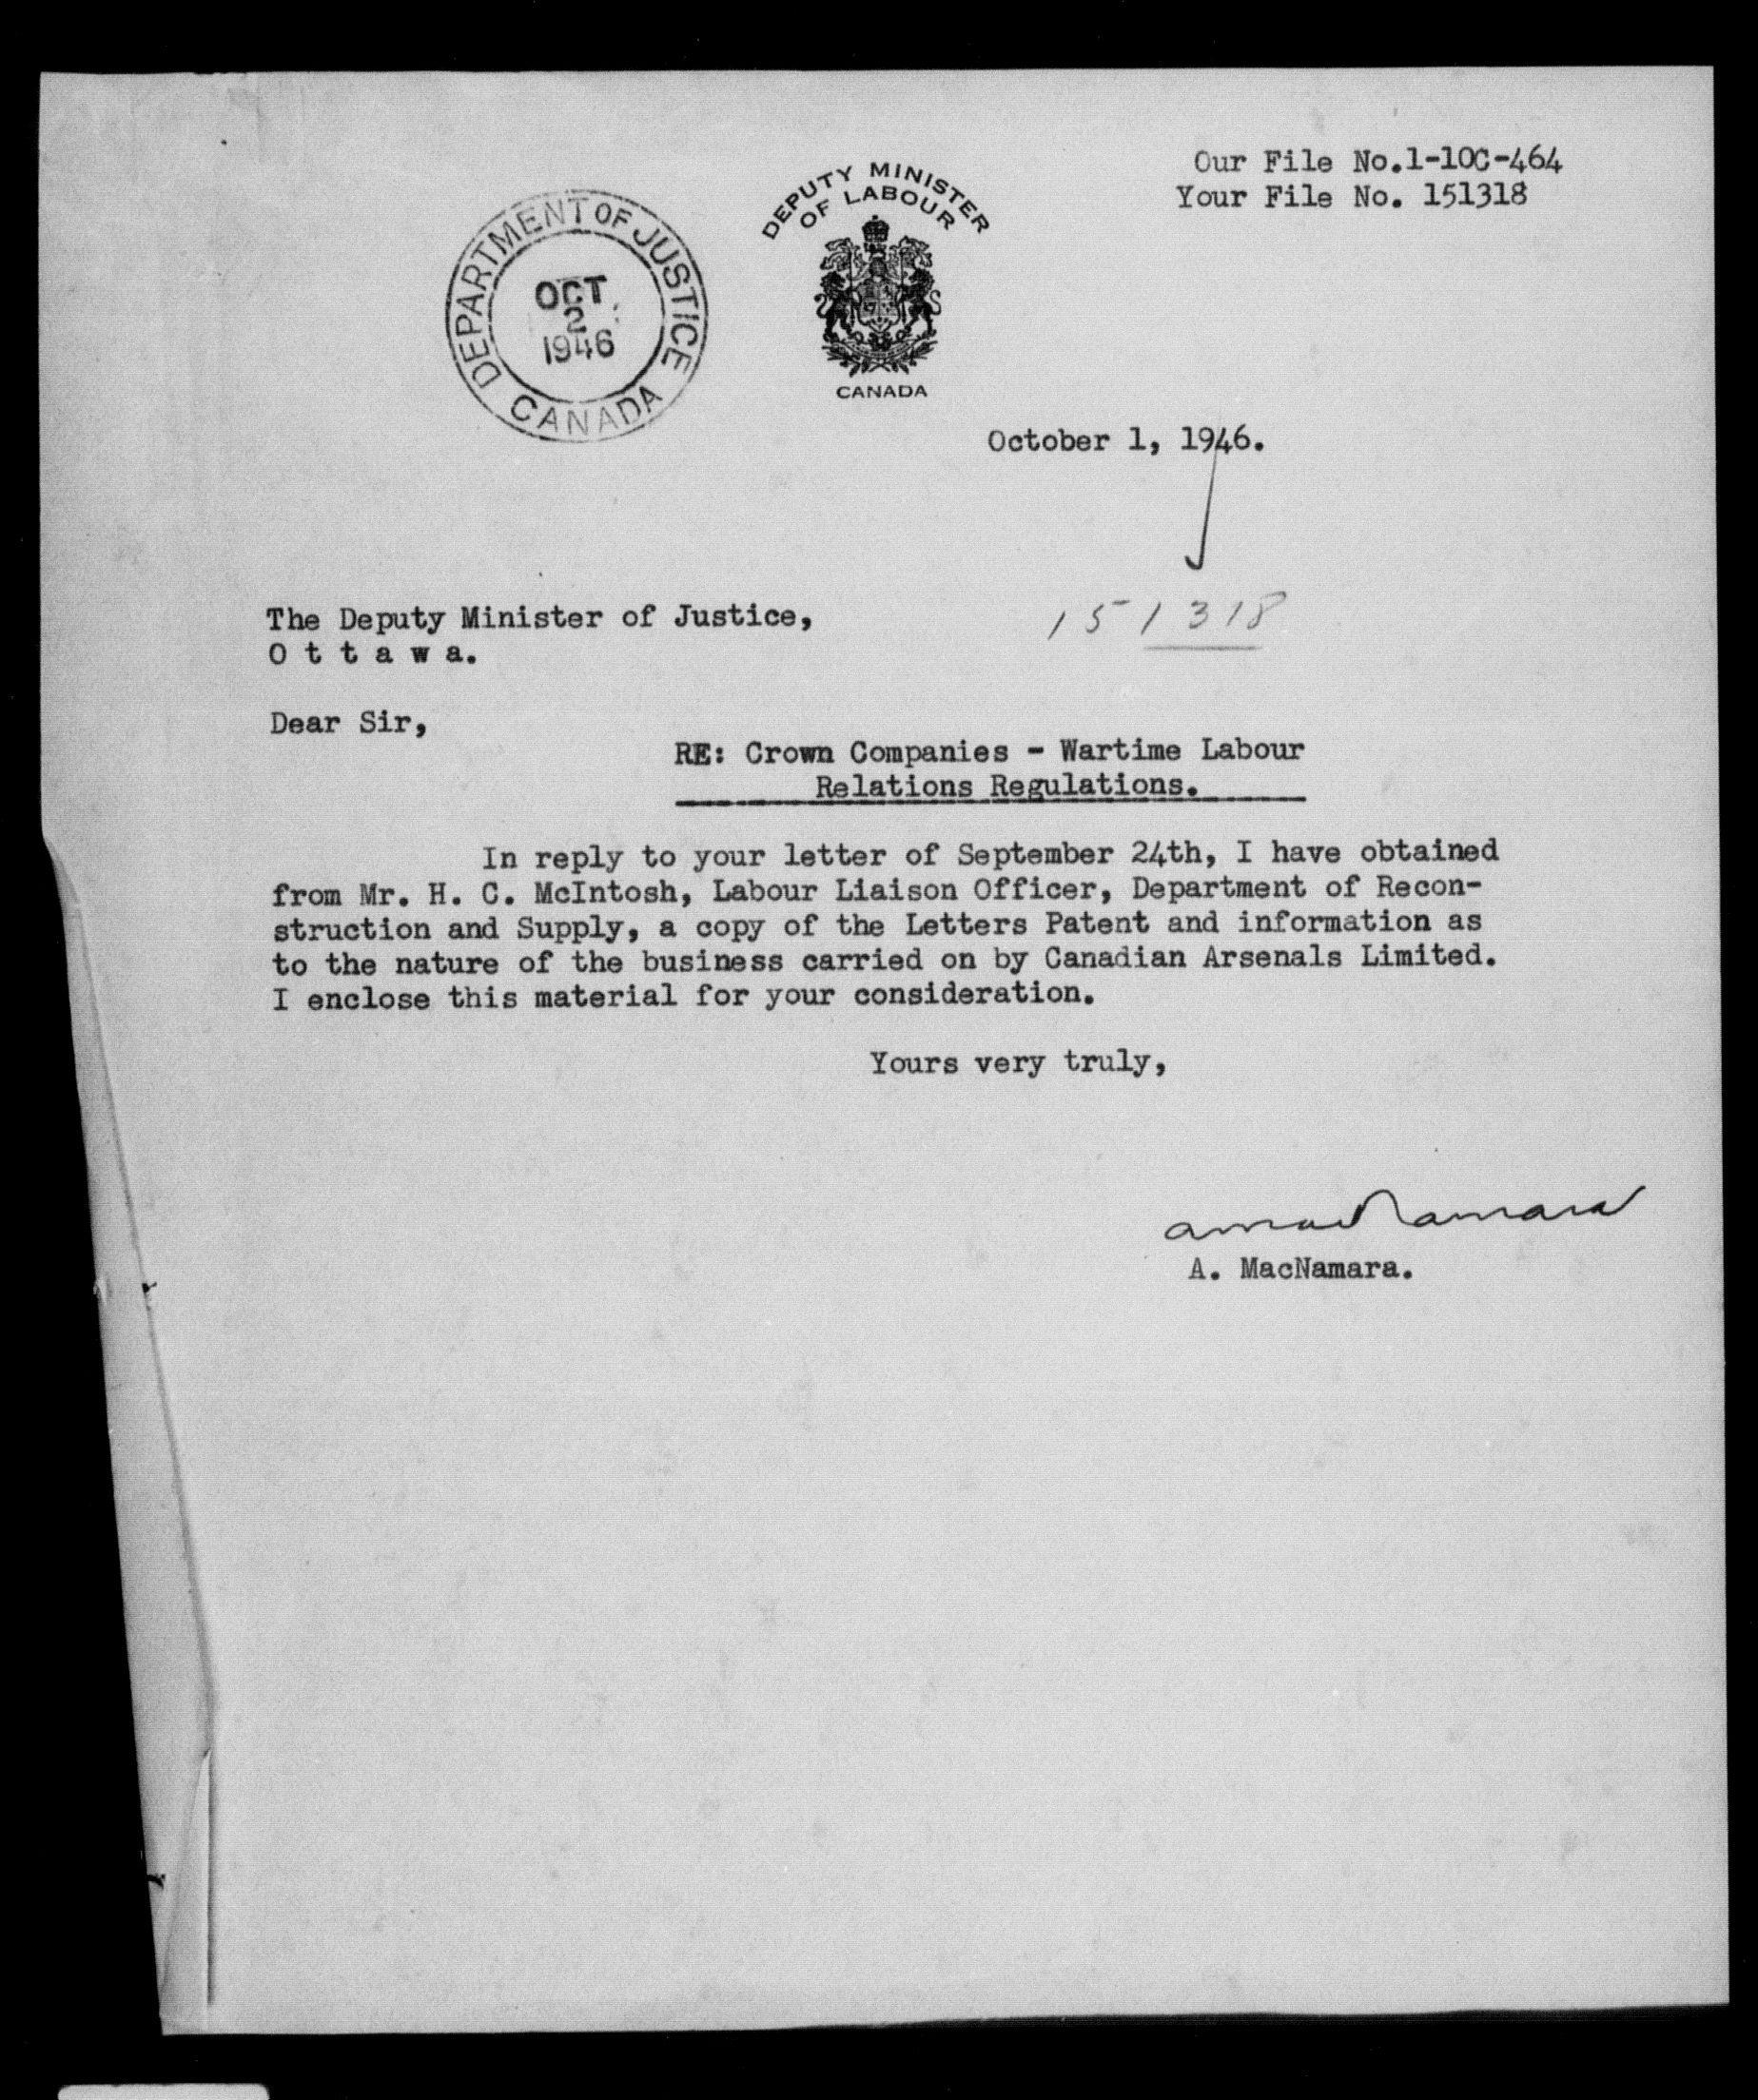 Our File No.1-10C-464
Your File No. 151318
DEPUTY MINISTER
OF LABOUR
CANADA
DEPARTMENT OF JUSTICE
OCT
2
1946
CANADA
October 1, 1946.
151318
The Deputy Minister of Justice,
O t t a w a.
Dear Sir,
RE: Crown Companies - Wartime Labour
Relations Regulations.
In reply to your letter of September 24th, I have obtained
from Mr. H. C. McIntosh, Labour Liaison Officer, Department of Recon-
struction and Supply, a copy of the Letters Patent and information as
to the nature of the business carried on by Canadian Arsenals Limited.
I enclose this material for your consideration.
Yours very truly,
A MacNamara
A. MacNamara.